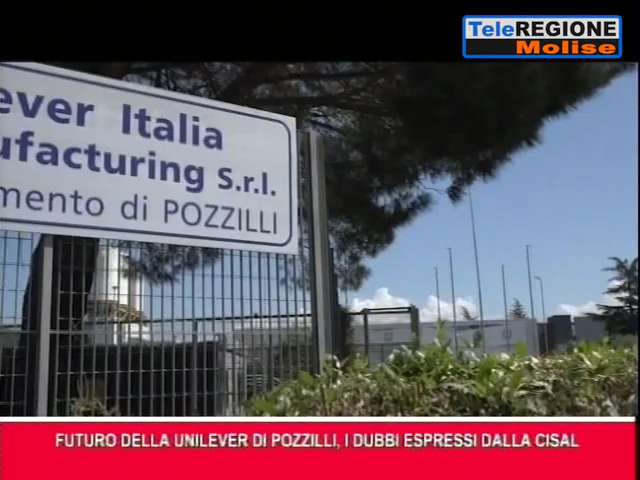 TeleREGIONE
Molise
ever Italia
ufacturing S.r.l.
mento di POZZILLI
FUTURO DELLA UNILEVER DI POZZILLI, I DUBBI ESPRESSI DALLA CISAL